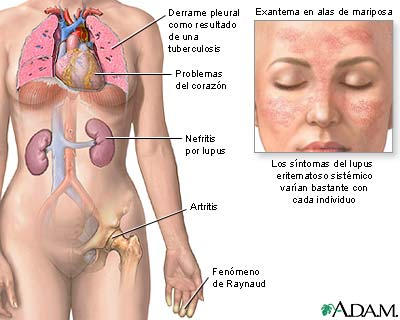 Derrame pleural
como resultado
de una
tuberculosis
Problemas
del corazón
Nefritis
por lupus
Artritis
Fenómeno
de Raynaud
Exantema en alas de mariposa
Los síntomas del lupus
eritematoso sistémico
varían bastante con
cada individuo
ADAM.